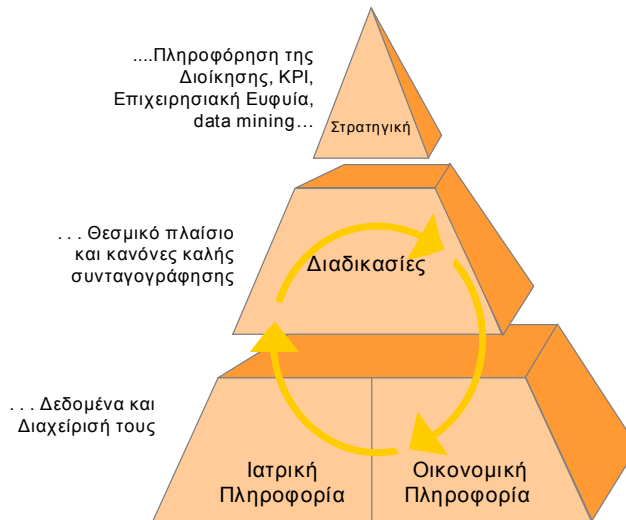 ....Πληροφόρηση της
Διοίκησης, KPI,
Επιχειρησιακή Ευφυία,
data mining…
Στρατηγική
. . . Θεσμικό πλαίσιο
και κανόνες καλής
συνταγογράφησης
Διαδικασίες
. . . Δεδομένα και
Διαχείρισή τους
Ιατρική
Πληροφορία
Οικονομική
Πληροφορία